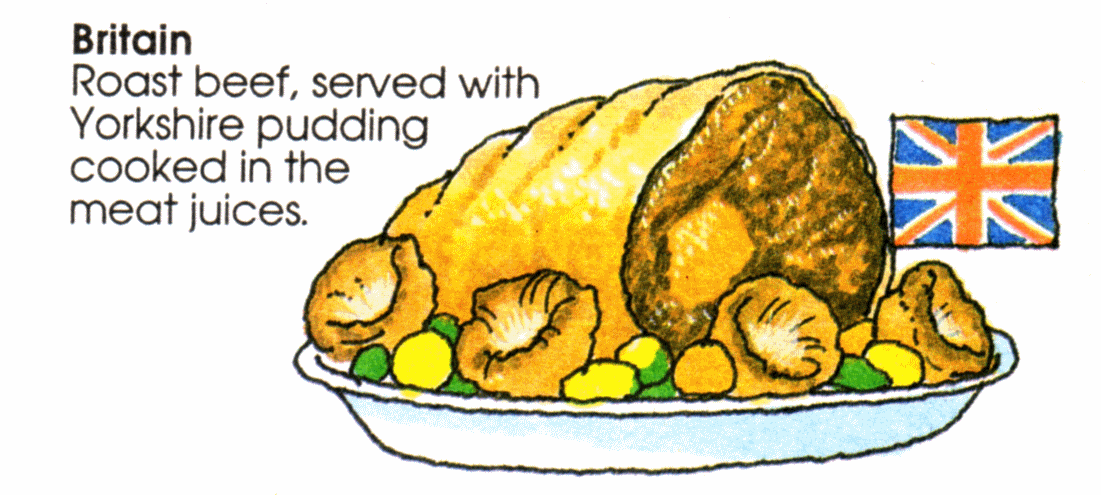 Britain
Roast beef, served with
Yorkshire pudding
cooked in the
meat juices.